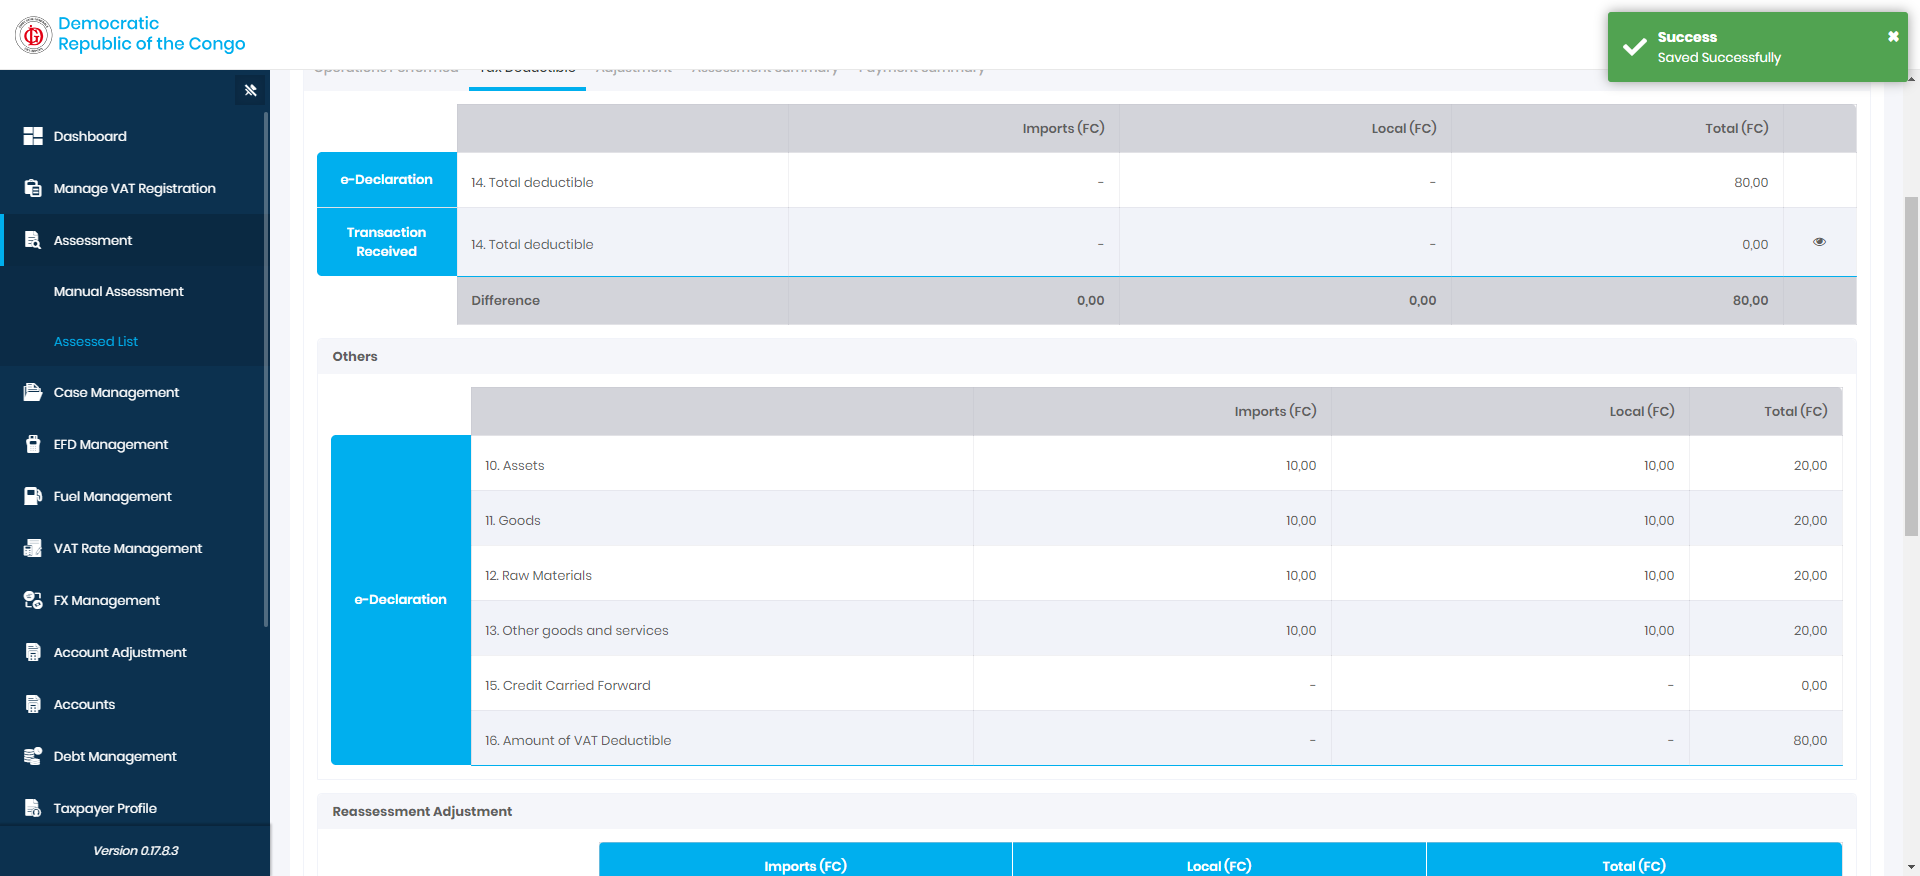 Democratic
Republic of the Congo
Success
Saved Successfully
Operations Performed Tax Deductible Adjustment Assessment Summary Payment Summary
Dashboard
Manage VAT Registration
Assessment
Manual Assessment
Assessed List
Case Management
EFD Management
Fuel Management
VAT Rate Management
FX Management
Account Adjustment
Accounts
Debt Management
Taxpayer Profile
Version 0.17.8.3
Imports (FC) Local (FC) Total (FC)
e-Declaration 14. Total deductible - - 80,00
Transaction
Received 14. Total deductible - - 0,00
Difference 0,00 0,00 80,00
Others
Imports (FC) Local (FC) Total (FC)
e-Declaration
10. Assets 10,00 10,00 20,00
11. Goods 10,00 10,00 20,00
12. Raw Materials 10,00 10,00 20,00
13. Other goods and services 10,00 10,00 20,00
15. Credit Carried Forward - - 0,00
16. Amount of VAT Deductible - - 80,00
Reassessment Adjustment
Imports (FC) Local (FC) Total (FC)